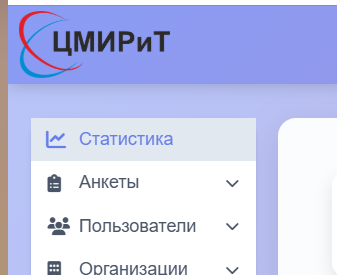 ЦМИРиТ
Статистика
Анкеты
Пользователи
Организации